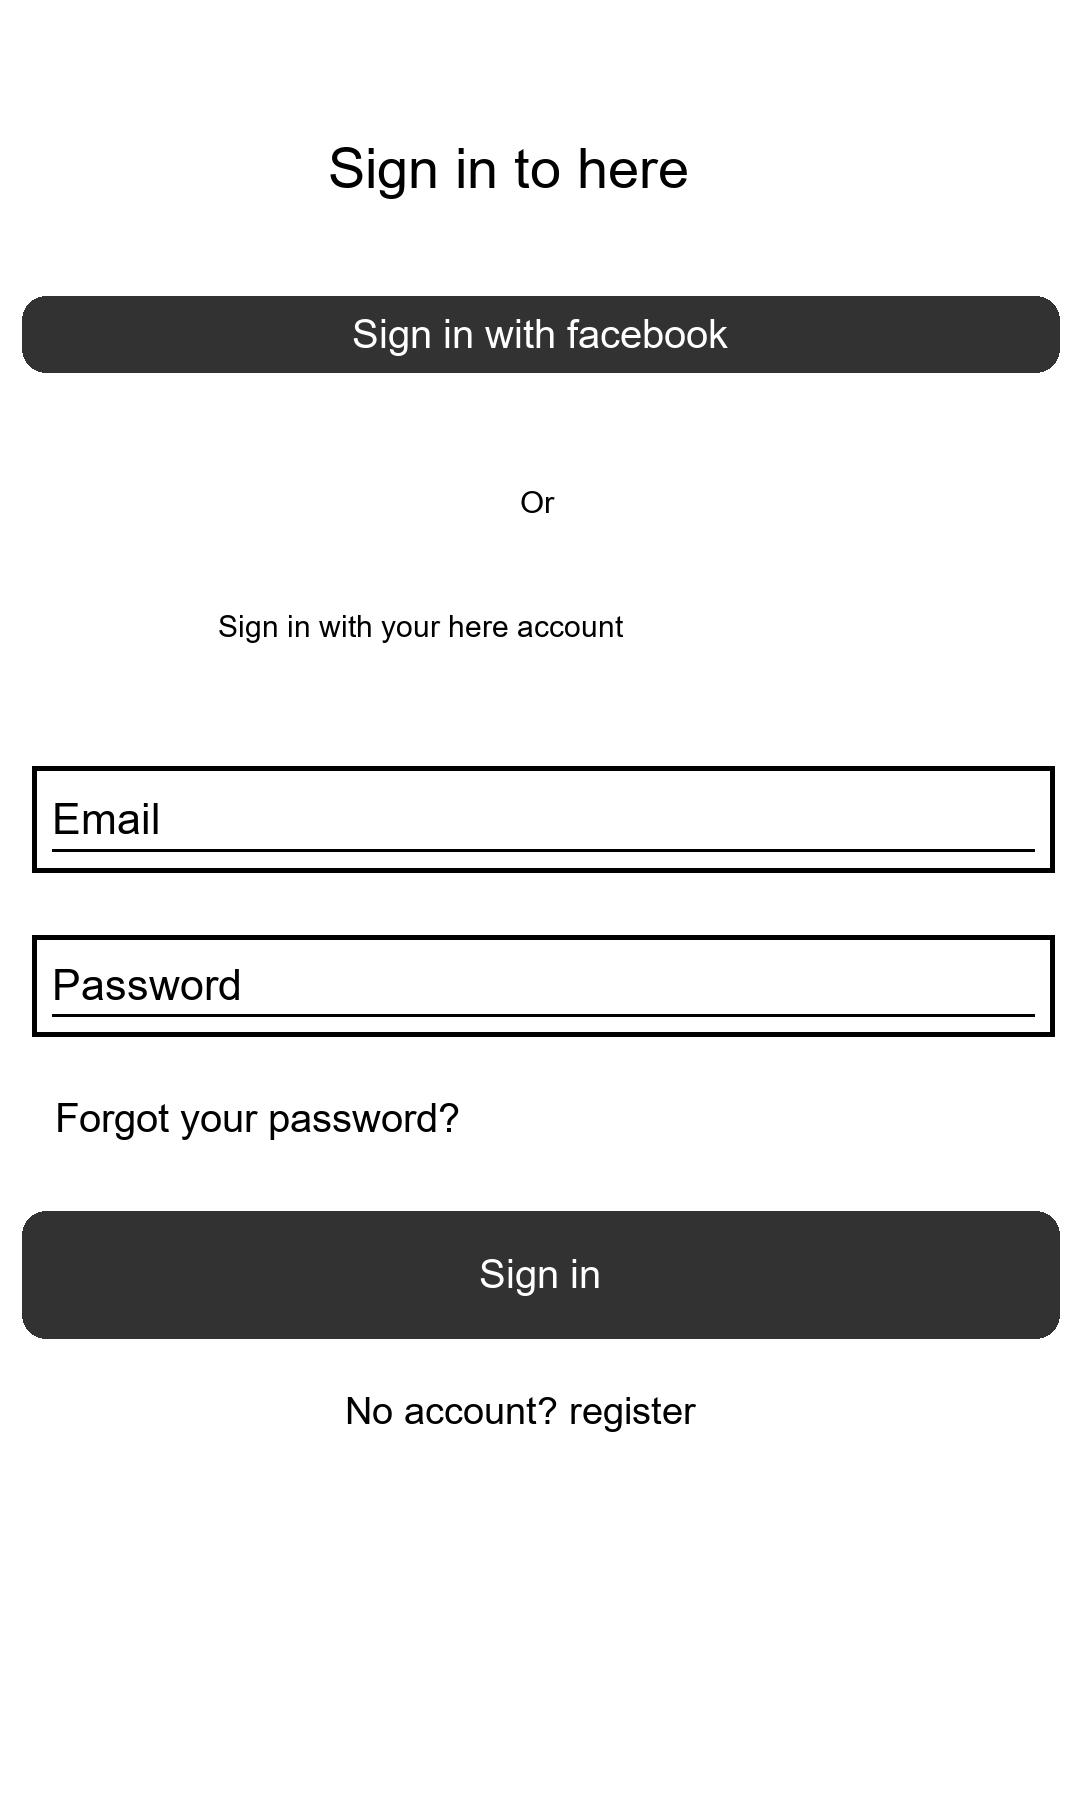 Sign in to here
Sign in with facebook
Or
Sign in with your here account
Email
Password
Forgot your password?
Sign in
No account? register